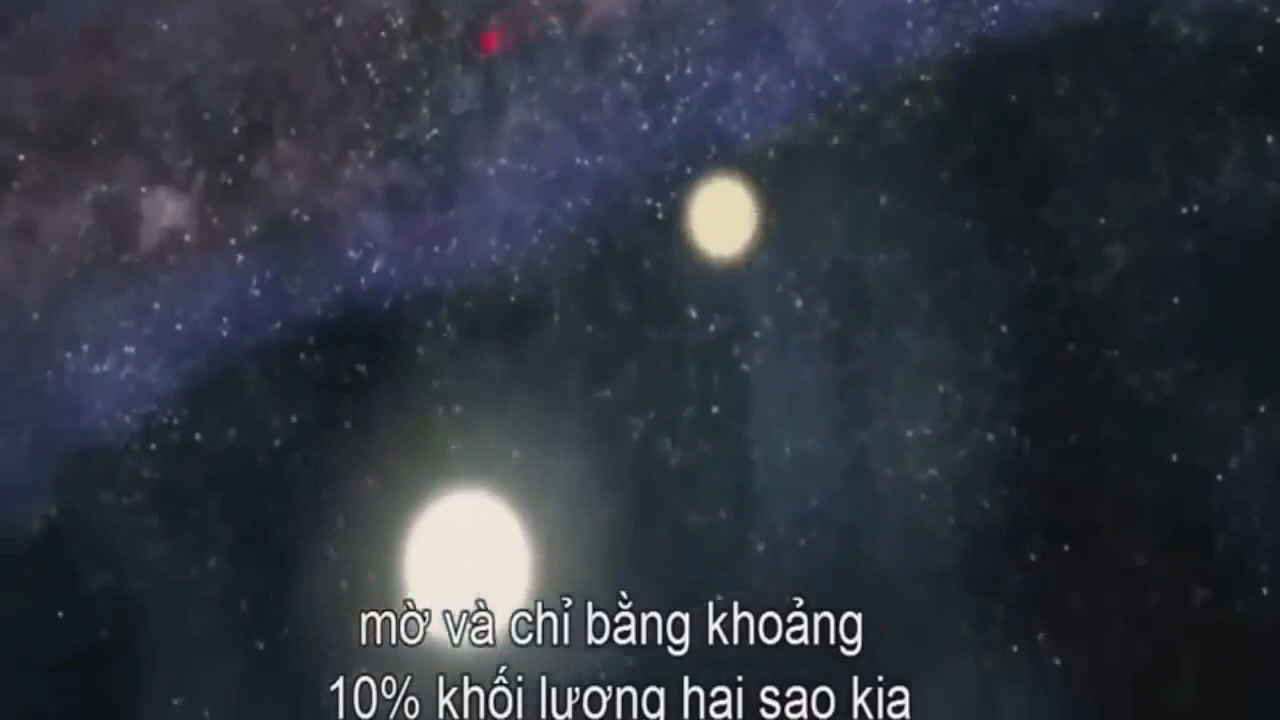 mờ và chỉ bằng khoảng
10% khối lượng hai sao kia